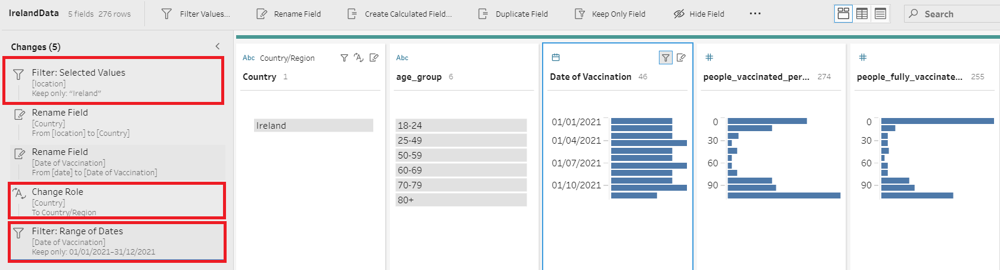 IrelandData 5 fields 276 rows Filter Values... Rename Field Create Calculated Field... Duplicate Field Keep Only Field Hide Field ... Search
Changes (5)
Filter: Selected Values
[location]
Keep only: “Ireland”
Rename Field
[Country]
From [location] to [Country]
Rename Field
[Date of Vaccination]
From [date] to [Date of Vaccination]
Change Role
[Country]
To Country/Region
Filter: Range of Dates
[Date of Vaccination]
Keep only: 01/01/2021–31/12/2021
Abc Country/Region
Country 1
Ireland
Abc
age_group 6
18-24
25-49
50-59
60-69
70-79
80+
Date of Vaccination 46
01/01/2021
01/04/2021
01/07/2021
01/10/2021
#
people_vaccinated_per... 274
0
30
60
90
#
people_fully_vaccinate... 255
0
30
60
90